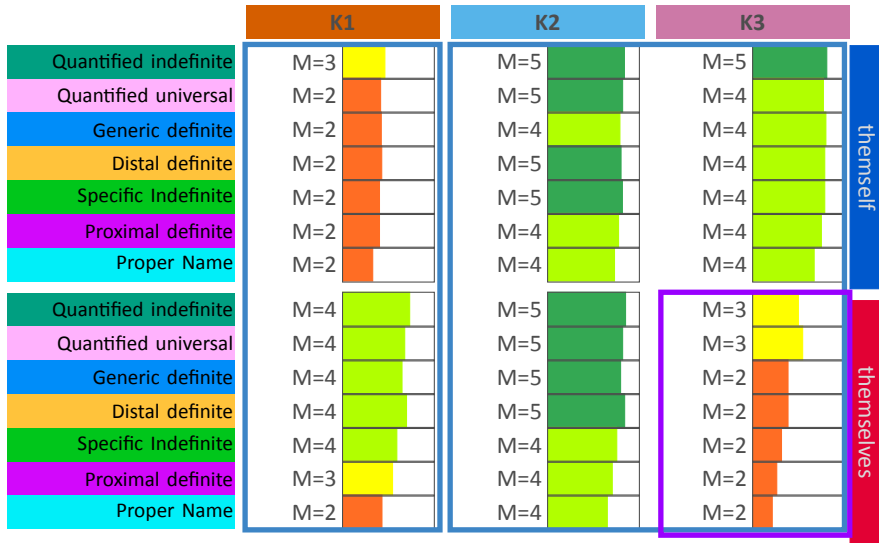 K1 K2 K3
Quantified indefinite M=3 M=5 M=5
Quantified universal M=2 M=5 M=4
Generic definite M=2 M=4 M=4
Distal definite M=2 M=5 M=4
Specific Indefinite M=2 M=5 M=4
Proximal definite M=2 M=4 M=4
Proper Name M=2 M=4 M=4
themself
Quantified indefinite M=4 M=5 M=3
Quantified universal M=4 M=5 M=3
Generic definite M=4 M=5 M=2
Distal definite M=4 M=5 M=2
Specific Indefinite M=4 M=4 M=2
Proximal definite M=3 M=4 M=2
Proper Name M=2 M=4 M=2
themselves